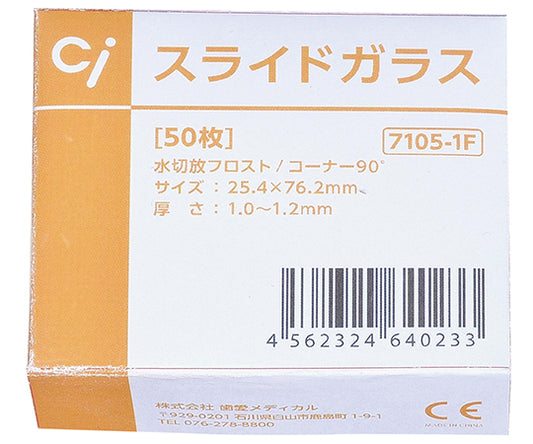 Ci
スライドガラス
[50枚]
7105-1F
水切放フロスト/コーナー90°
サイズ：25.4×76.2mm
厚 さ：1.0～1.2mm
4 562324 640233
株式会社 歯愛メディカル
〒929-0201 石川県白山市鹿島町 1-9-1
TEL 076-278-8800
CE
MADE IN CHINA